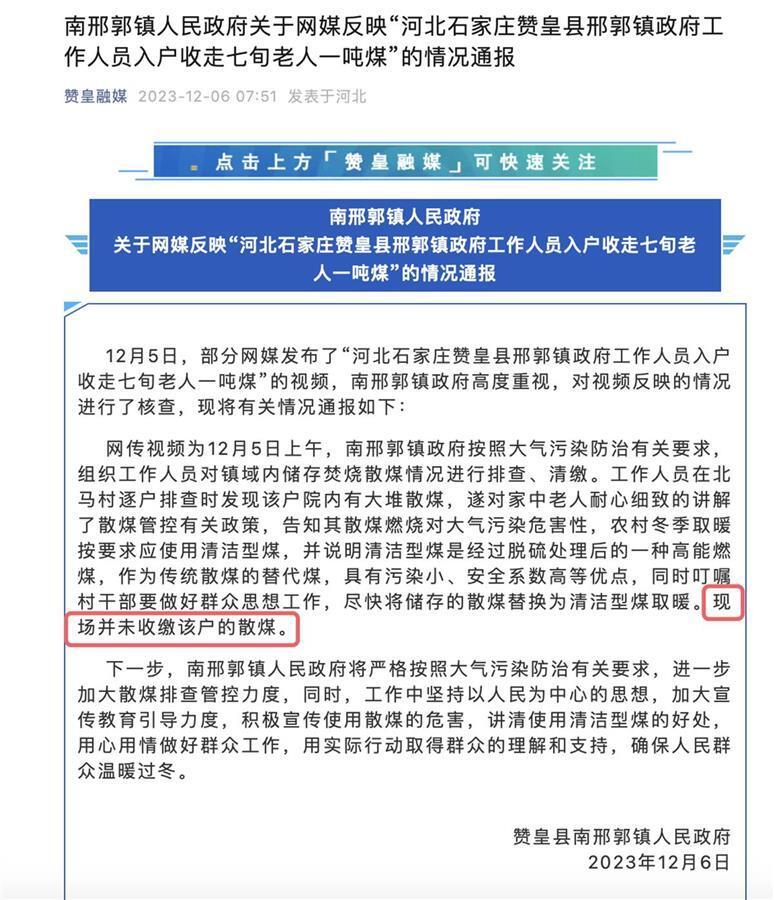 南邢郭镇人民政府关于网媒反映“河北石家庄赞皇县邢郭镇政府工
作人员入户收走七旬老人一吨煤”的情况通报
赞皇融媒 2023-12-06 07:51 发表于河北
点击上方「赞皇融媒」可快速关注
南邢郭镇人民政府
关于网媒反映“河北石家庄赞皇县邢郭镇政府工作人员入户收走七旬老
人一吨煤”的情况通报
12月5日，部分网媒发布了“河北石家庄赞皇县邢郭镇政府工作人员入户
收走七旬老人一吨煤”的视频，南邢郭镇政府高度重视，对视频反映的情况
进行了核查，现将有关情况通报如下：
网传视频为12月5日上午，南邢郭镇政府按照大气污染防治有关要求，
组织工作人员对镇域内储存焚烧散煤情况进行排查、清缴。工作人员在北
马村逐户排查时发现该户院内有大堆散煤，遂对家中老人耐心细致的讲解
了散煤管控有关政策，告知其散煤燃烧对大气污染危害性，农村冬季取暖
按要求应使用清洁型煤，并说明清洁型煤是经过脱硫处理后的一种高能燃
煤，作为传统散煤的替代煤，具有污染小、安全系数高等优点，同时叮嘱
村干部要做好群众思想工作，尽快将储存的散煤替换为清洁型煤取暖。现
场并未收缴该户的散煤。
下一步，南邢郭镇人民政府将严格按照大气污染防治有关要求，进一步
加大散煤排查管控力度，同时，工作中坚持以人民为中心的思想，加大宣
传教育引导力度，积极宣传使用散煤的危害，讲清使用清洁型煤的好处，
用心用情做好群众工作，用实际行动取得群众的理解和支持，确保人民群
众温暖过冬。
赞皇县南邢郭镇人民政府
2023年12月6日